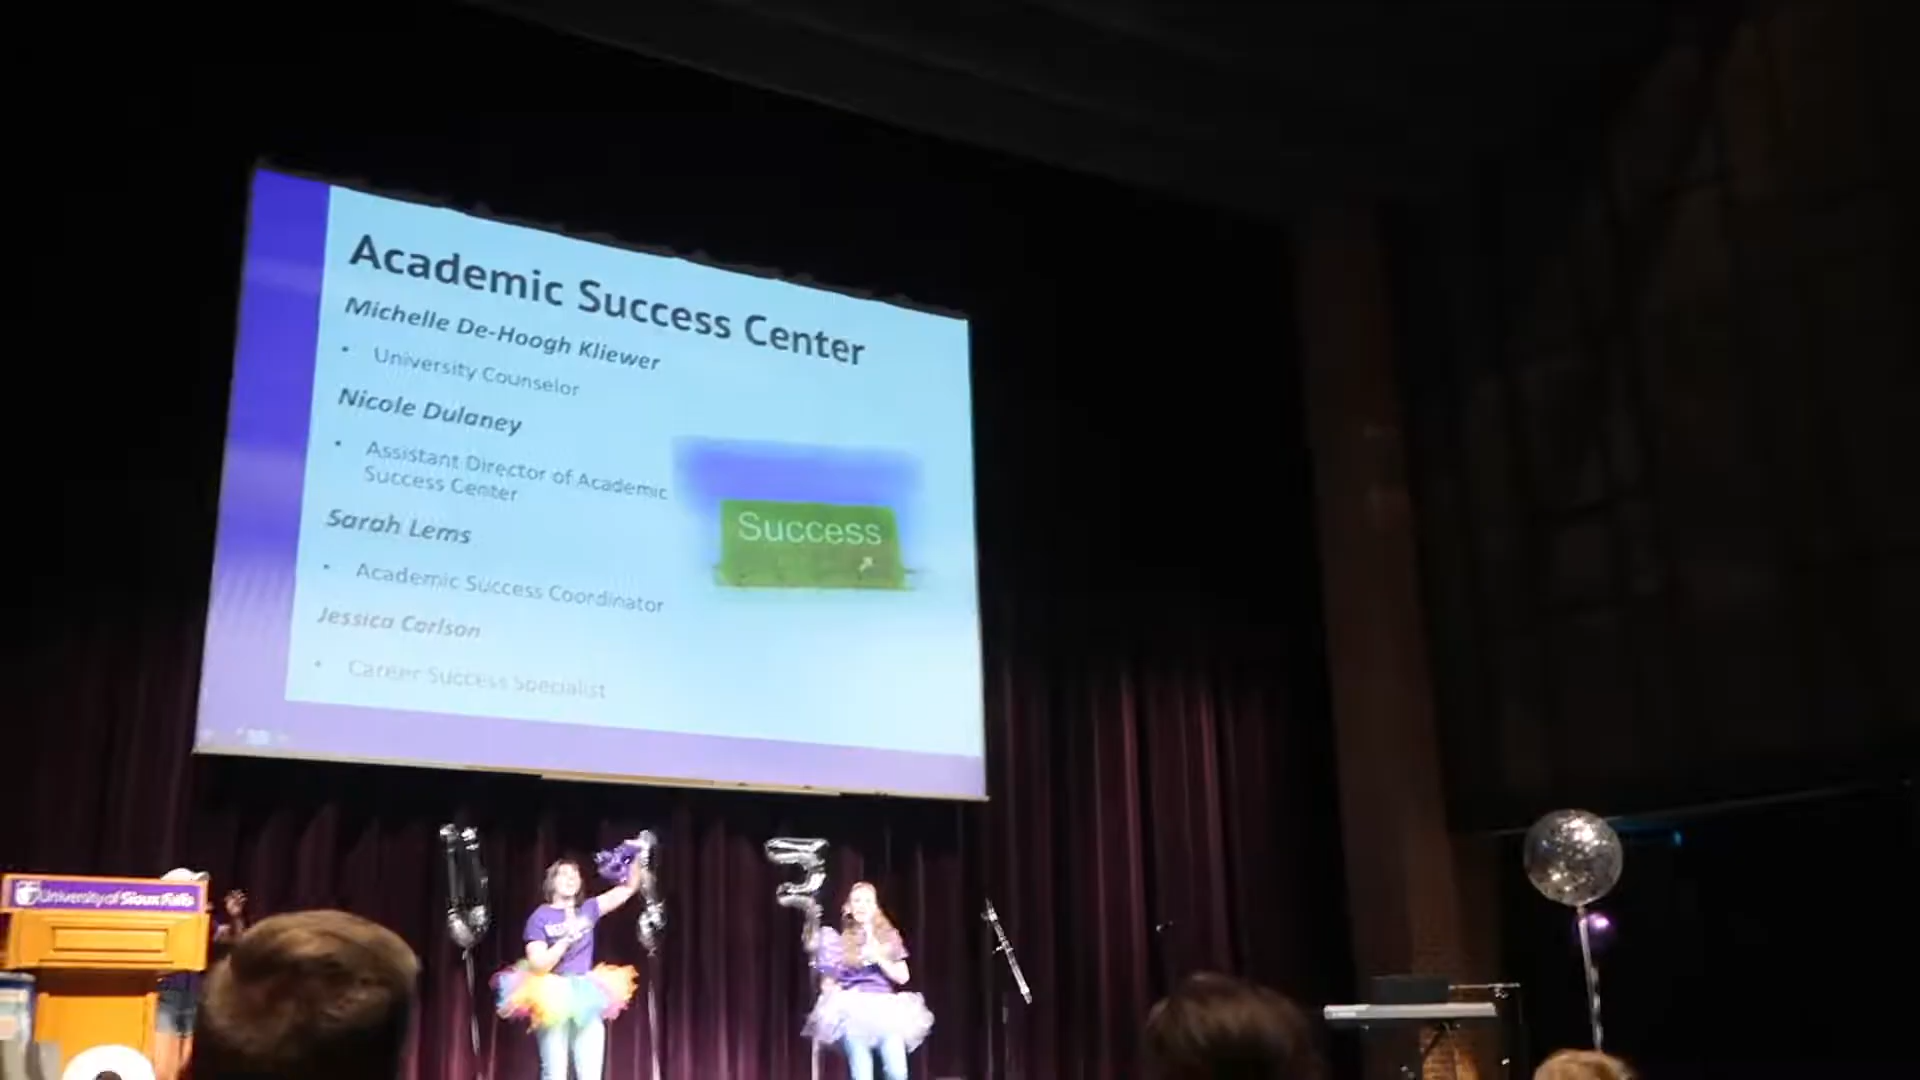 Academic Success Center
Michelle De-Hoogh Kliewer
• University Counselor
Nicole Dulaney
• Assistant Director of Academic
Success Center
Sarah Lems
• Academic Success Coordinator
Jessica Carlson
• Career Success Specialist
Success
University of Sioux Falls